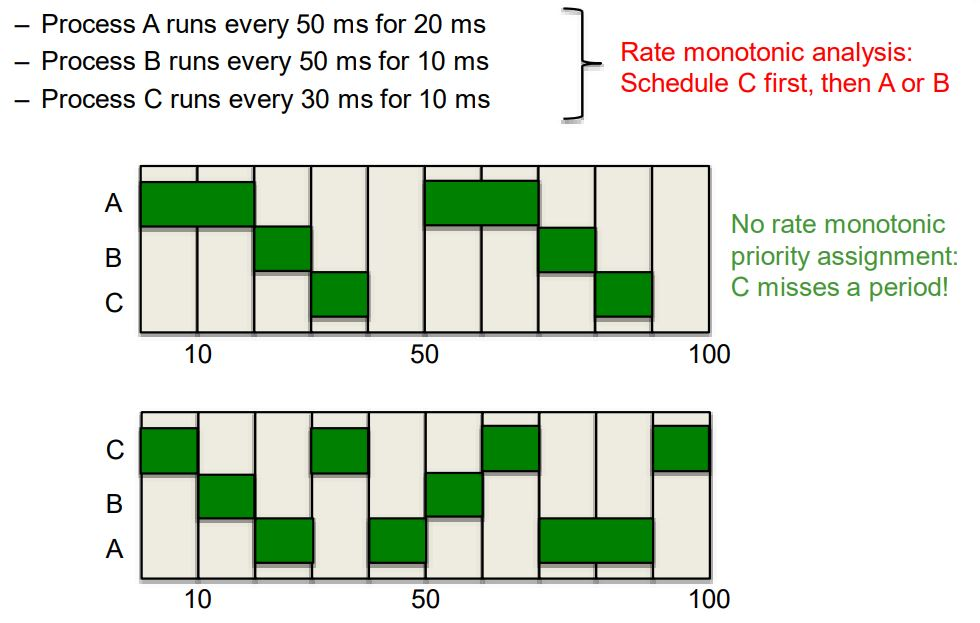 – Process A runs every 50 ms for 20 ms
– Process B runs every 50 ms for 10 ms
– Process C runs every 30 ms for 10 ms
Rate monotonic analysis:
Schedule C first, then A or B
A
B
C
10 50 100
No rate monotonic
priority assignment:
C misses a period!
C
B
A
10 50 100